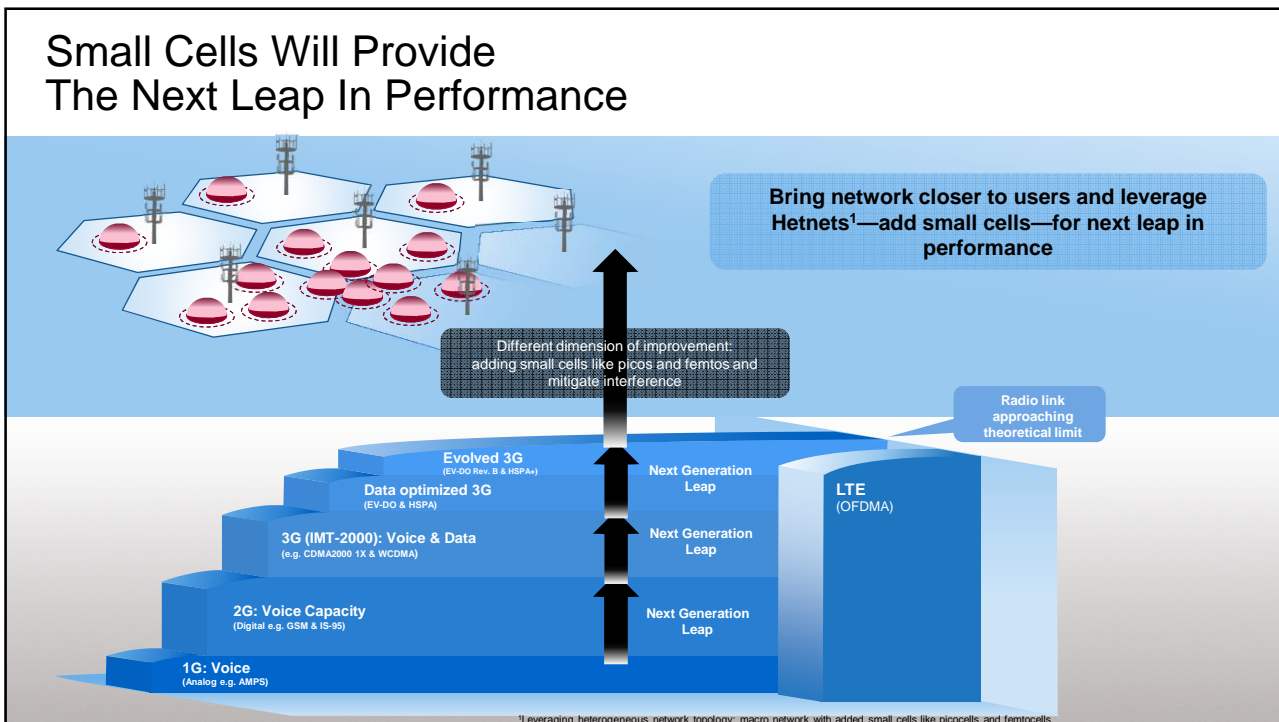 Small Cells Will Provide
The Next Leap In Performance
Bring network closer to users and leverage
Hetnets¹—add small cells—for next leap in
performance
Different dimension of improvement:
adding small cells like picos and femtos and
mitigate interference
Radio link
approaching
theoretical limit
Evolved 3G
(EV-DO Rev. B & HSPA+)
Next Generation
Leap
Data optimized 3G
(EV-DO & HSPA)
LTE
(OFDMA)
3G (IMT-2000): Voice & Data
(e.g. CDMA2000 1X & WCDMA)
Next Generation
Leap
2G: Voice Capacity
(Digital e.g. GSM & IS-95)
Next Generation
Leap
1G: Voice
(Analog e.g. AMPS)
¹Leveraging heterogeneous network topology; macro network with added small cells like picocells and femtocells